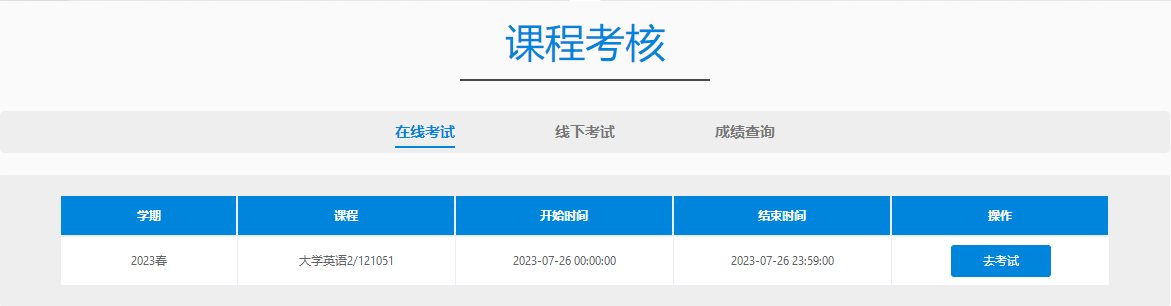 课程考核
在线考试 线下考试 成绩查询
学期 课程 开始时间 结束时间 操作
2023春 大学英语2/121051 2023-07-26 00:00:00 2023-07-26 23:59:00 去考试